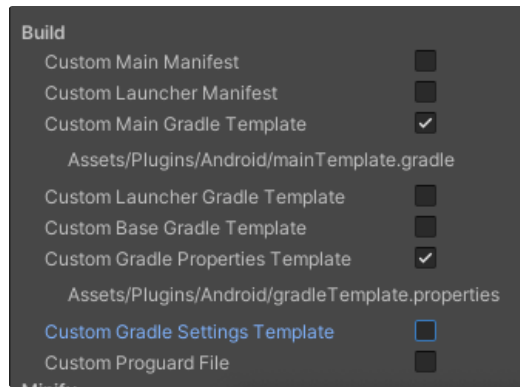 Build
Custom Main Manifest
Custom Launcher Manifest
Custom Main Gradle Template
Assets/Plugins/Android/mainTemplate.gradle
Custom Launcher Gradle Template
Custom Base Gradle Template
Custom Gradle Properties Template
Assets/Plugins/Android/gradleTemplate.properties
Custom Gradle Settings Template
Custom Proguard File